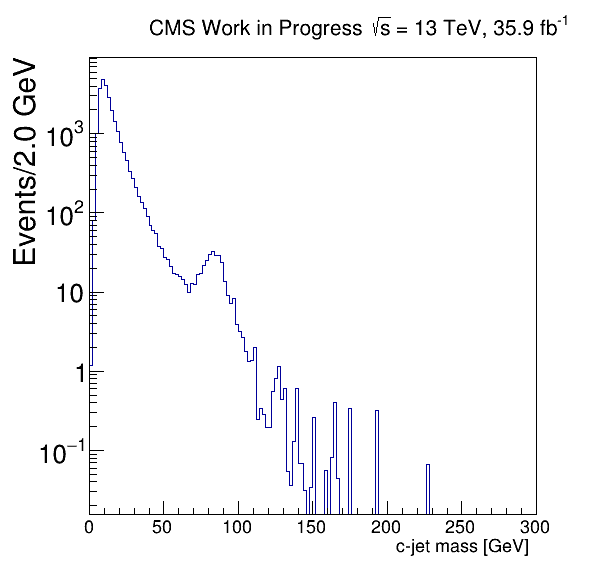 CMS Work in Progress √s = 13 TeV, 35.9 fb⁻¹
Events/2.0 GeV
10³
10²
10
1
10⁻¹
0 50 100 150 200 250 300
c-jet mass [GeV]